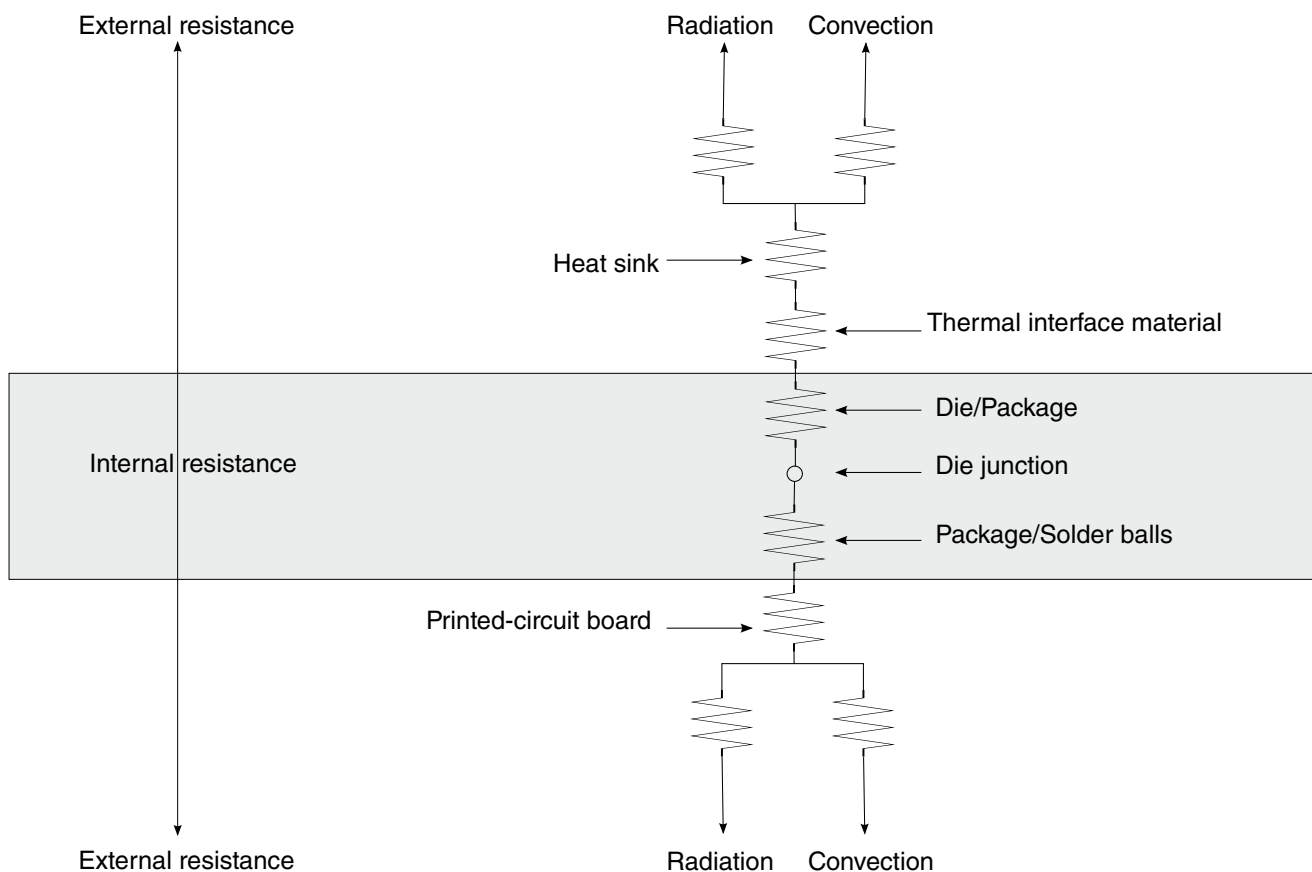 External resistance
Radiation
Convection
Heat sink
Thermal interface material
Die/Package
Internal resistance
Die junction
Package/Solder balls
Printed-circuit board
External resistance
Radiation
Convection